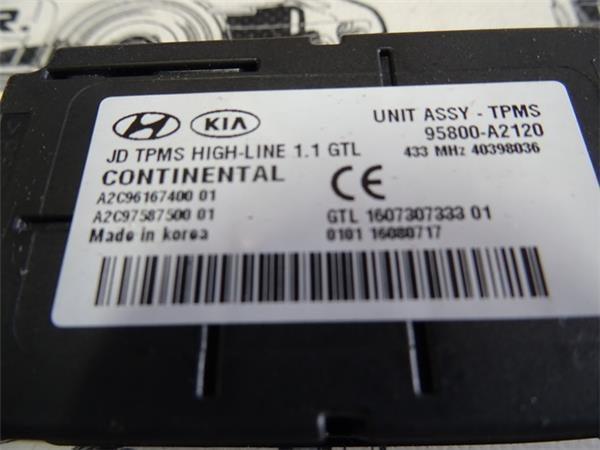 R.
HYUNDAI KIA
UNIT ASSY - TPMS
95800-A2120
JD TPMS HIGH-LINE 1.1 GTL
433 MHz 40398036
CONTINENTAL
A2C96167400 01
A2C97587500 01
CE
GTL 1607307333 01
Made in korea
0101 16080717